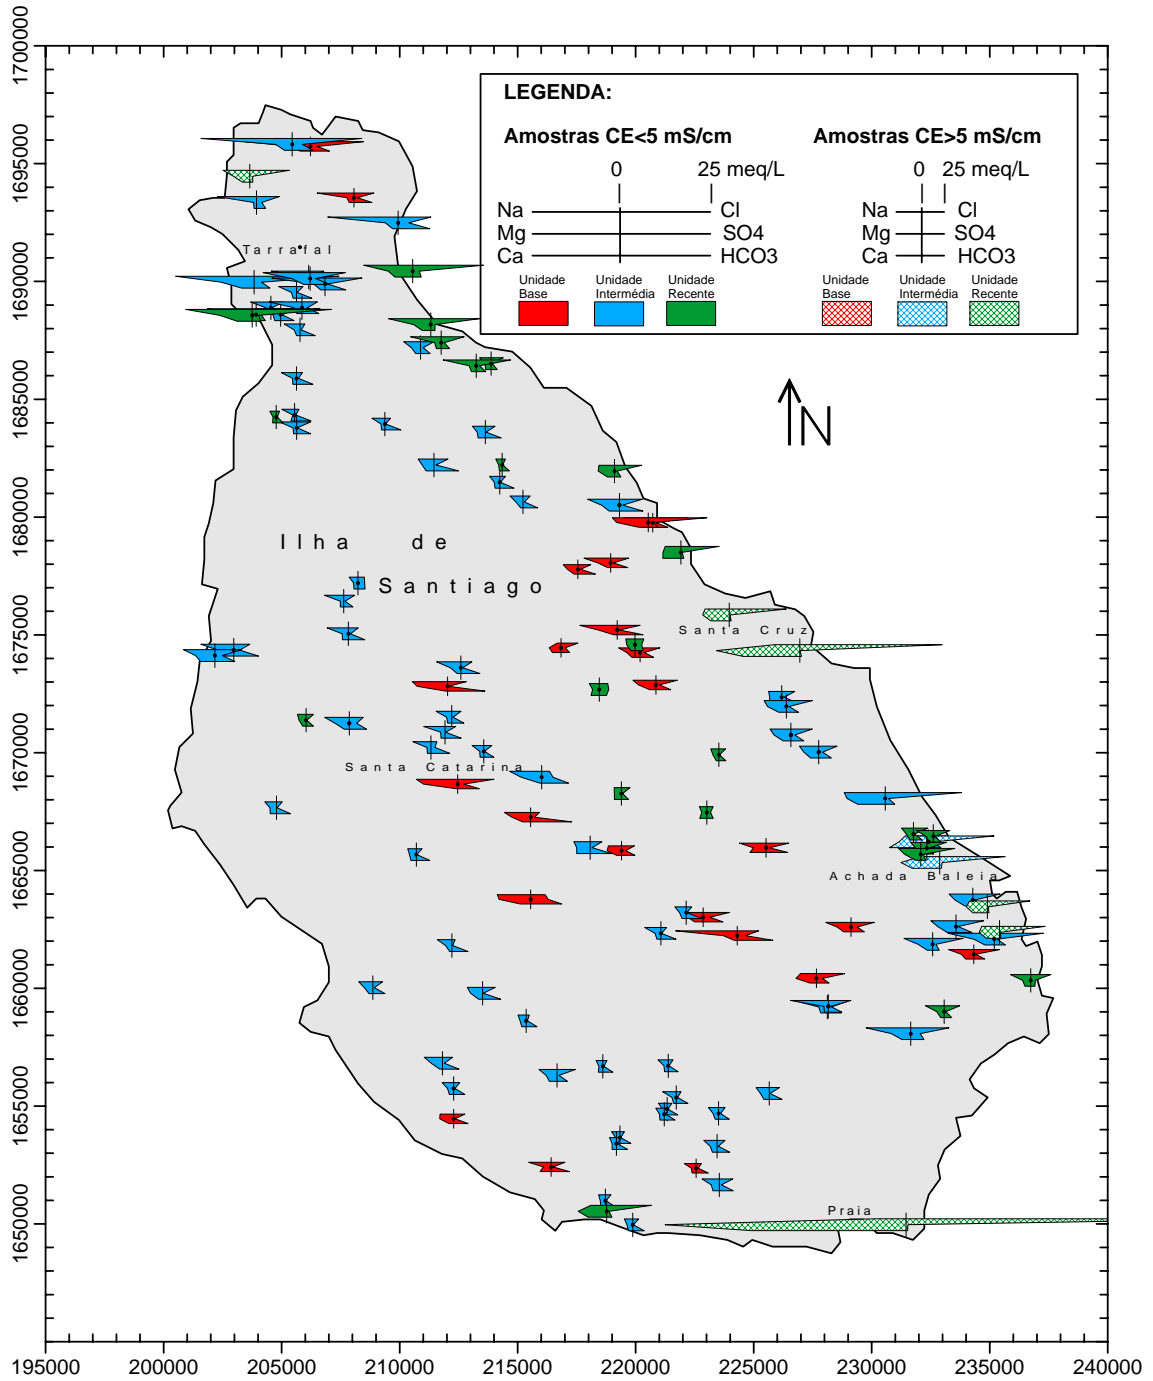 LEGENDA:
Amostras CE<5 mS/cm
Amostras CE>5 mS/cm
0 25 meq/L
0 25 meq/L
Na Cl
Mg SO4
Ca HCO3
Na Cl
Mg SO4
Ca HCO3
Unidade Base
Unidade Intermédia
Unidade Recente
Unidade Base
Unidade Intermédia
Unidade Recente
N
Tarrafal
Ilha de
Santiago
Santa Cruz
Santa Catarina
Achada Baleia
Praia
1700000
1695000
1690000
1685000
1680000
1675000
1670000
1665000
1660000
1655000
1650000
195000 200000 205000 210000 215000 220000 225000 230000 235000 240000